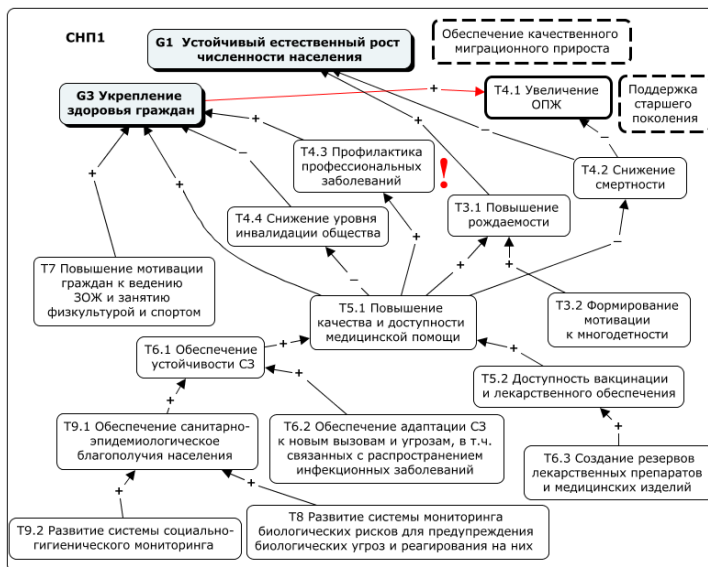 СНП1
G1 Устойчивый естественный рост
численности населения
Обеспечение качественного
миграционного прироста
G3 Укрепление
здоровья граждан
+
T4.1 Увеличение
ОПЖ
Поддержка
старшего
поколения
+
–
–
–
T4.3 Профилактика
профессиональных
заболеваний
!
+
T4.2 Снижение
смертности
T4.4 Снижение уровня
инвалидации общества
T3.1 Повышение
рождаемости
+
+
+
–
+
–
+
T7 Повышение мотивации
граждан к ведению
ЗОЖ и занятию
физкультурой и спортом
T5.1 Повышение
качества и доступности
медицинской помощи
T3.2 Формирование
мотивации
к многодетности
+
+
T6.1 Обеспечение
устойчивости СЗ
T5.2 Доступность вакцинации
и лекарственного обеспечения
+
+
+
T9.1 Обеспечение санитарно-
эпидемиологическое
благополучия населения
T6.2 Обеспечение адаптации СЗ
к новым вызовам и угрозам, в т.ч.
связанных с распространением
инфекционных заболеваний
T6.3 Создание резервов
лекарственных препаратов
и медицинских изделий
+
+
T9.2 Развитие системы социально-
гигиенического мониторинга
T8 Развитие системы мониторинга
биологических рисков для предупреждения
биологических угроз и реагирования на них